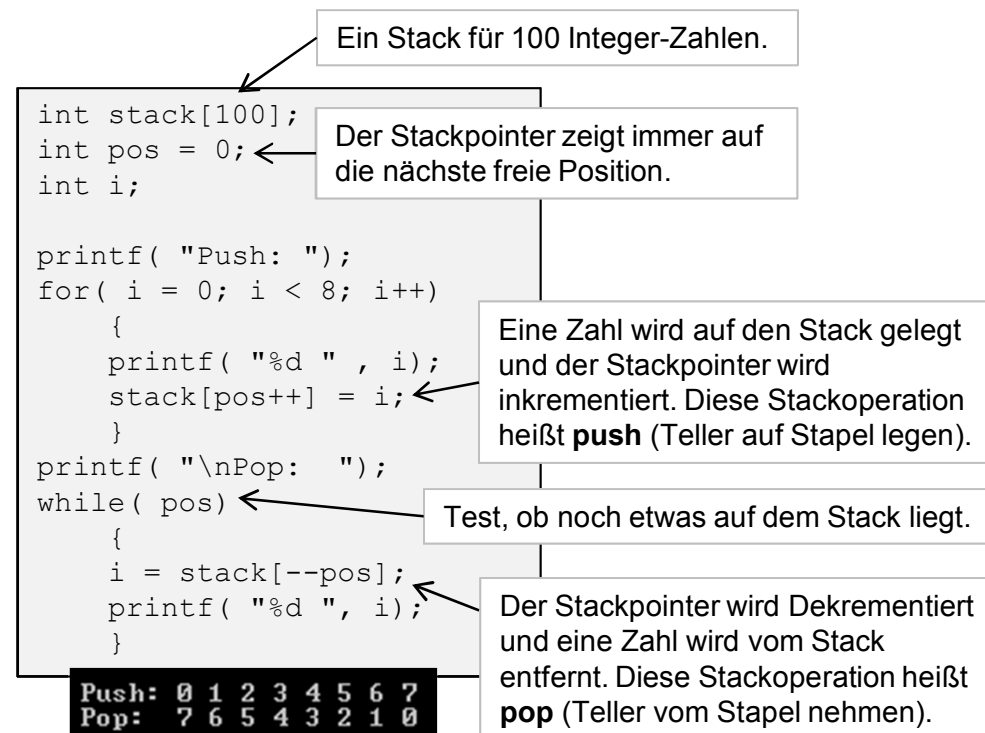 Ein Stack für 100 Integer-Zahlen.
int stack[100];
int pos = 0;
int i;
Der Stackpointer zeigt immer auf
die nächste freie Position.
printf( "Push: ");
for( i = 0; i < 8; i++)
{
printf( "%d " , i);
stack[pos++] = i;
}
Eine Zahl wird auf den Stack gelegt
und der Stackpointer wird
inkrementiert. Diese Stackoperation
heißt push (Teller auf Stapel legen).
printf( "\nPop:  ");
while( pos)
Test, ob noch etwas auf dem Stack liegt.
{
i = stack[--pos];
printf( "%d ", i);
}
Der Stackpointer wird Dekrementiert
und eine Zahl wird vom Stack
entfernt. Diese Stackoperation heißt
pop (Teller vom Stapel nehmen).
Push: 0 1 2 3 4 5 6 7
Pop:  7 6 5 4 3 2 1 0